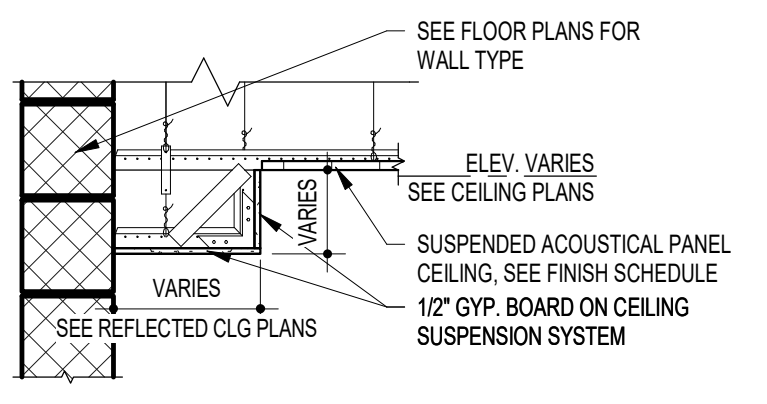 SEE FLOOR PLANS FOR
WALL TYPE
ELEV. VARIES
SEE CEILING PLANS
VARIES
SUSPENDED ACOUSTICAL PANEL
CEILING, SEE FINISH SCHEDULE
VARIES
1/2" GYP. BOARD ON CEILING
SUSPENSION SYSTEM
SEE REFLECTED CLG PLANS